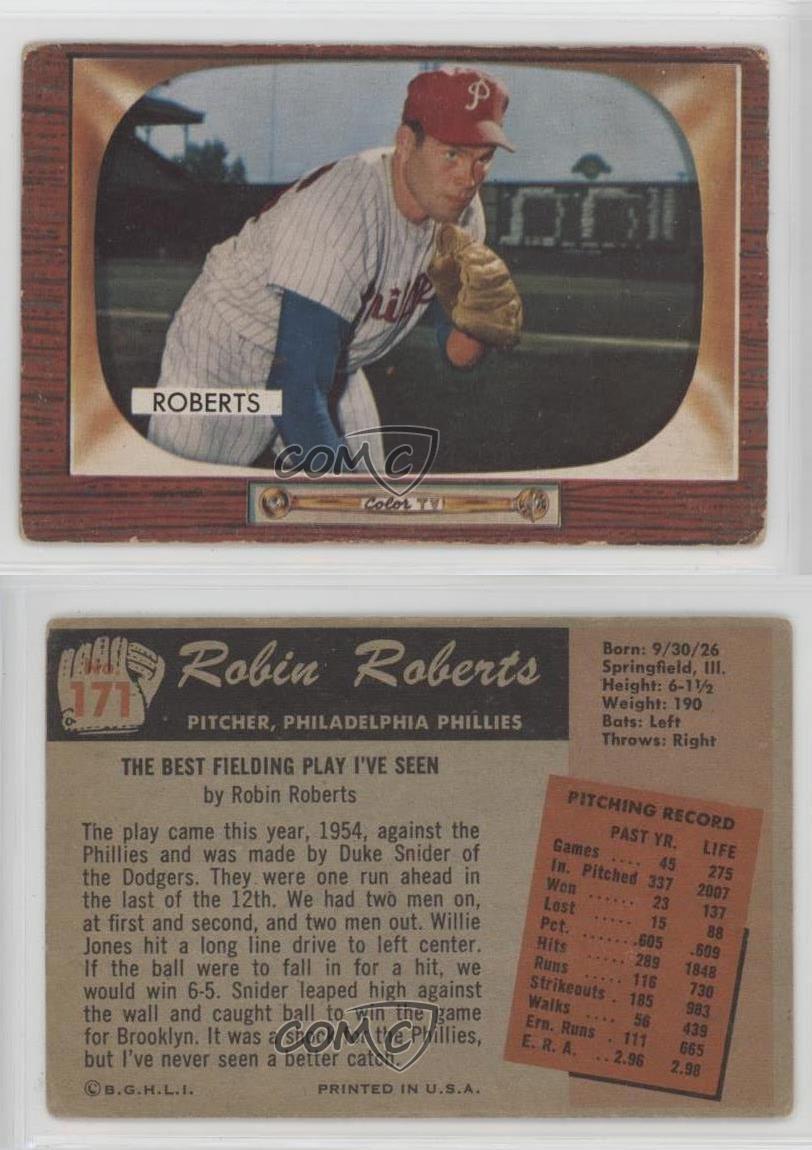 P
Phillies
ROBERTS
COMC
Color TV
No. 171
Robin Roberts
PITCHER, PHILADELPHIA PHILLIES
Born: 9/30/26
Springfield, Ill.
Height: 6-1½
Weight: 190
Bats: Left
Throws: Right
THE BEST FIELDING PLAY I'VE SEEN
by Robin Roberts
The play came this year, 1954, against the
Phillies and was made by Duke Snider of
the Dodgers. They were one run ahead in
the last of the 12th. We had two men on,
at first and second, and two men out. Willie
Jones hit a long line drive to left center.
If the ball were to fall in for a hit, we
would win 6-5. Snider leaped high against
the wall and caught ball to win the game
for Brooklyn. It was a shock for the Phillies,
but I've never seen a better catch.
COMC
©B.G.H.L.I. PRINTED IN U.S.A.
PITCHING RECORD
PAST YR. LIFE
Games .... 45 275
In. Pitched 337 2007
Won ..... 23 137
Lost ..... 15 88
Pct. ...... .605 .609
Hits ..... 289 1848
Runs ..... 116 730
Strikeouts . 185 983
Walks .... 56 439
Ern. Runs . 111 665
E. R. A. .. 2.96 2.98